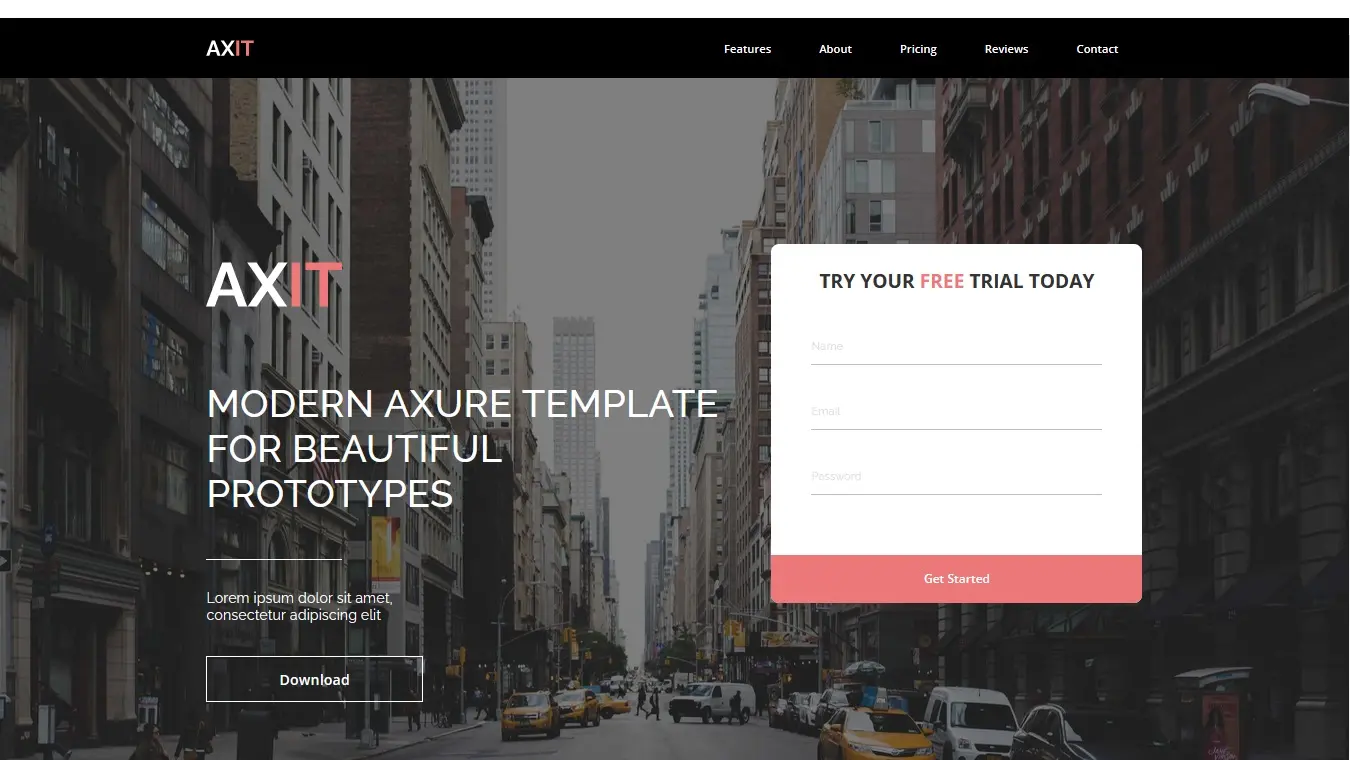 AXIT
Features
About
Pricing
Reviews
Contact
AXIT
MODERN AXURE TEMPLATE
FOR BEAUTIFUL
PROTOTYPES
Lorem ipsum dolor sit amet,
consectetur adipiscing elit
Download
TRY YOUR FREE TRIAL TODAY
Name
Email
Password
Get Started